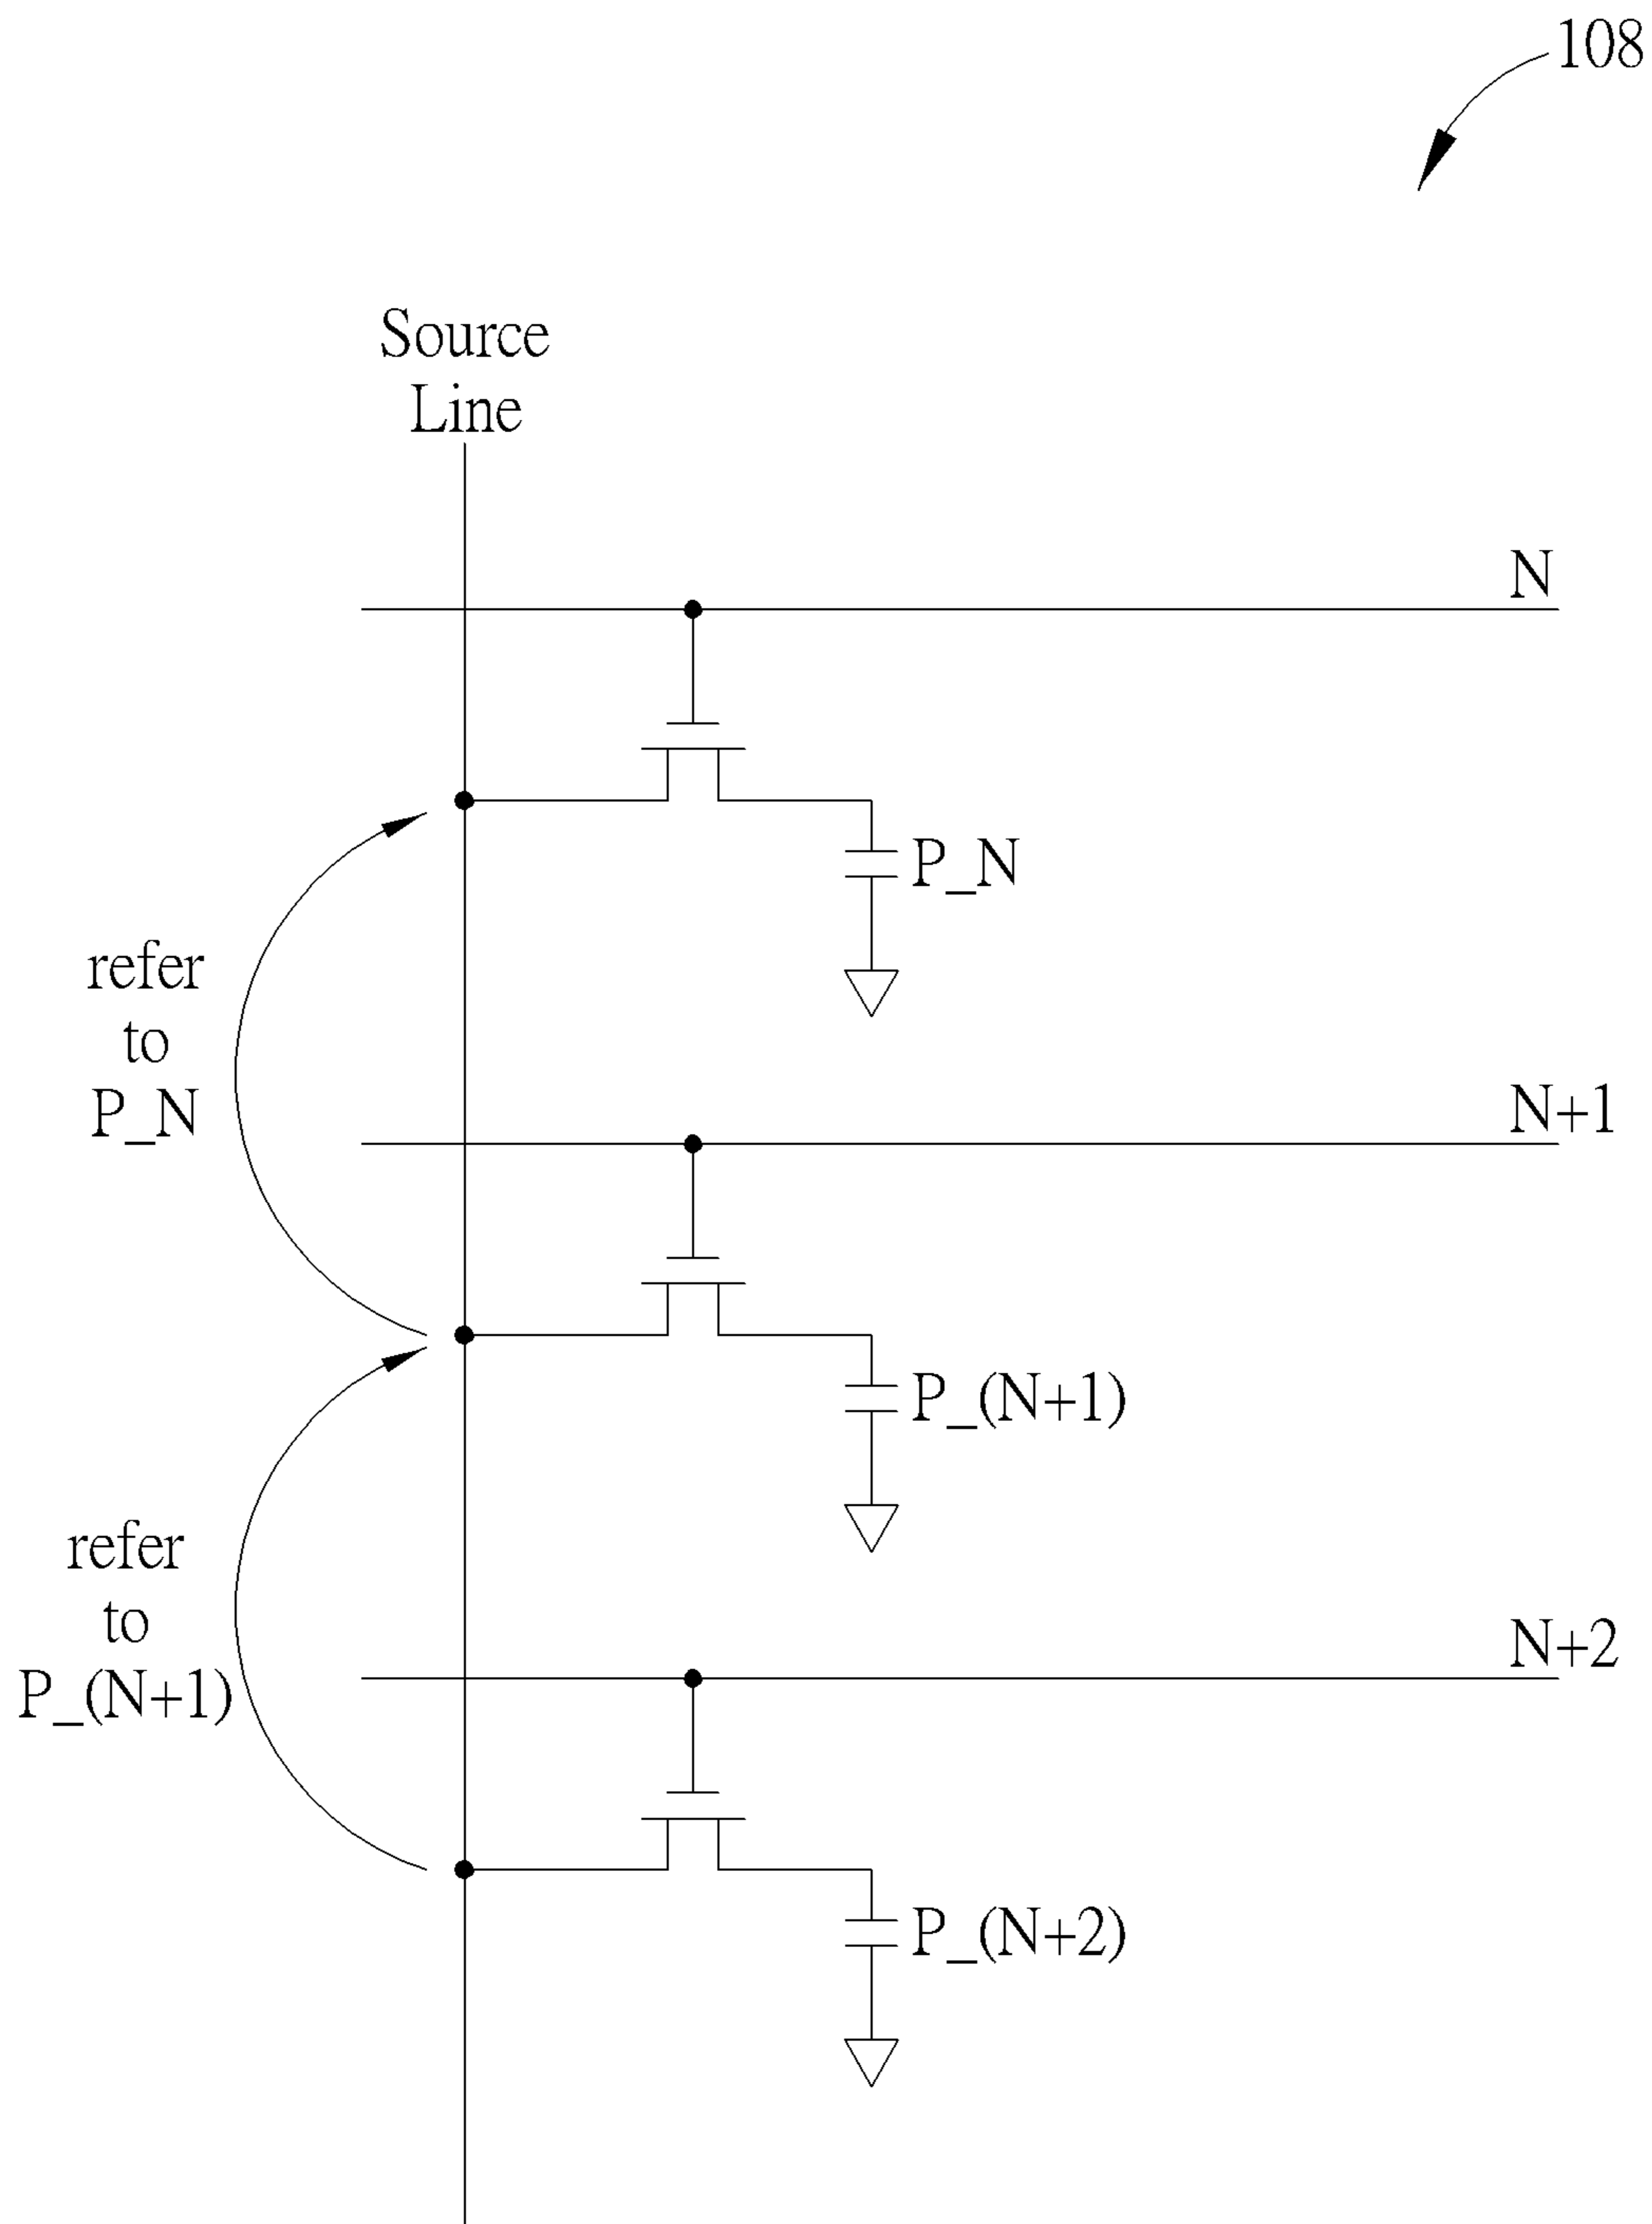 108
Source
Line
N
P_N
refer
to
P_N
N+1
P_(N+1)
refer
to
P_(N+1)
N+2
P_(N+2)